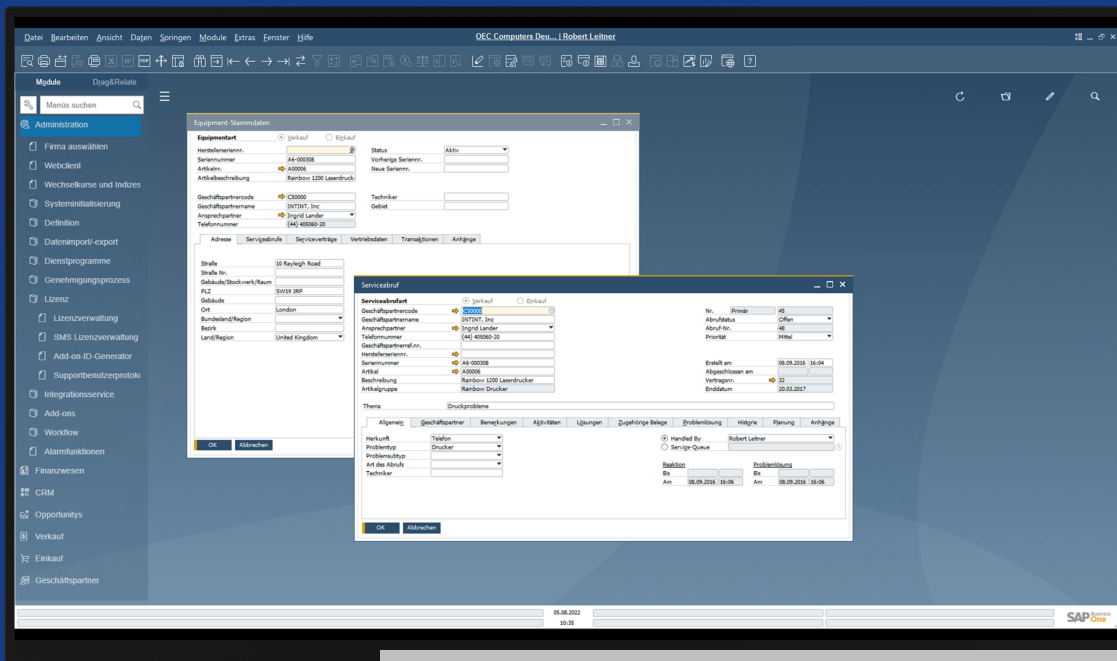 Datei Bearbeiten Ansicht Daten Springen Module Extras Fenster Hilfe
OEC Computers Deu... | Robert Leitner
Module Drag&Relate
Menüs suchen
Administration
Firma auswählen
Webclient
Wechselkurse und Indizes
Systeminitialisierung
Definition
Datenimport/-export
Dienstprogramme
Genehmigungsprozess
Lizenz
Lizenzverwaltung
SMS Lizenzverwaltung
Add-on-ID-Generator
Supportbenutzerprotoko
Integrationsservice
Add-ons
Workflow
Alarmfunktionen
Finanzwesen
CRM
Opportunitys
Verkauf
Einkauf
Geschäftspartner
Equipment-Stammdaten
Equipmentart Verkauf Einkauf
Herstellerseriennr. Status Aktiv
Seriennummer A6-000308 Vorherige Seriennr.
Artikelnr. A00006 Neue Seriennr.
Artikelbeschreibung Rainbow 1200 Laserdruck
Geschäftspartnercode C50000 Techniker
Geschäftspartnername INTINT, Inc Gebiet
Ansprechpartner Ingrid Lander
Telefonnummer (44) 405060-20
Adresse Serviceabrufe Serviceverträge Vertriebsdaten Transaktionen Anhänge
Straße 10 Rayleigh Road
Straße Nr.
Gebäude/Stockwerk/Raum
PLZ SW19 3RF
Gebäude
Ort London
Bundesland/Region
Bezirk
Land/Region United Kingdom
OK Abbrechen
Serviceabruf
Serviceabrufart Verkauf Einkauf
Geschäftspartnercode C50000 Nr. Primär 45
Geschäftspartnername INTINT, Inc Abrufstatus Offen
Ansprechpartner Ingrid Lander Abruf-Nr. 48
Telefonnummer (44) 405060-20 Priorität Mittel
Geschäftspartnerref.nr.
Herstellerseriennr.
Seriennummer A6-000308 Erstellt am 08.09.2016 16:04
Artikel A00006 Abgeschlossen am
Beschreibung Rainbow 1200 Laserdrucker Vertragsnr. 32
Artikelgruppe Rainbow Drucker Enddatum 20.03.2017
Thema Druckprobleme
Allgemein Geschäftspartner Bemerkungen Aktivitäten Lösungen Zugehörige Belege Problemlösung Historie Planung Anhänge
Herkunft Telefon Handled By Robert Leitner
Problemtyp Drucker Service-Queue
Problemsubtyp
Art des Abrufs Reaktion Problemlösung
Techniker Bis Bis
Am 08.09.2016 16:06 Am 08.09.2016 16:06
OK Abbrechen
05.08.2022
10:35
SAP Business One